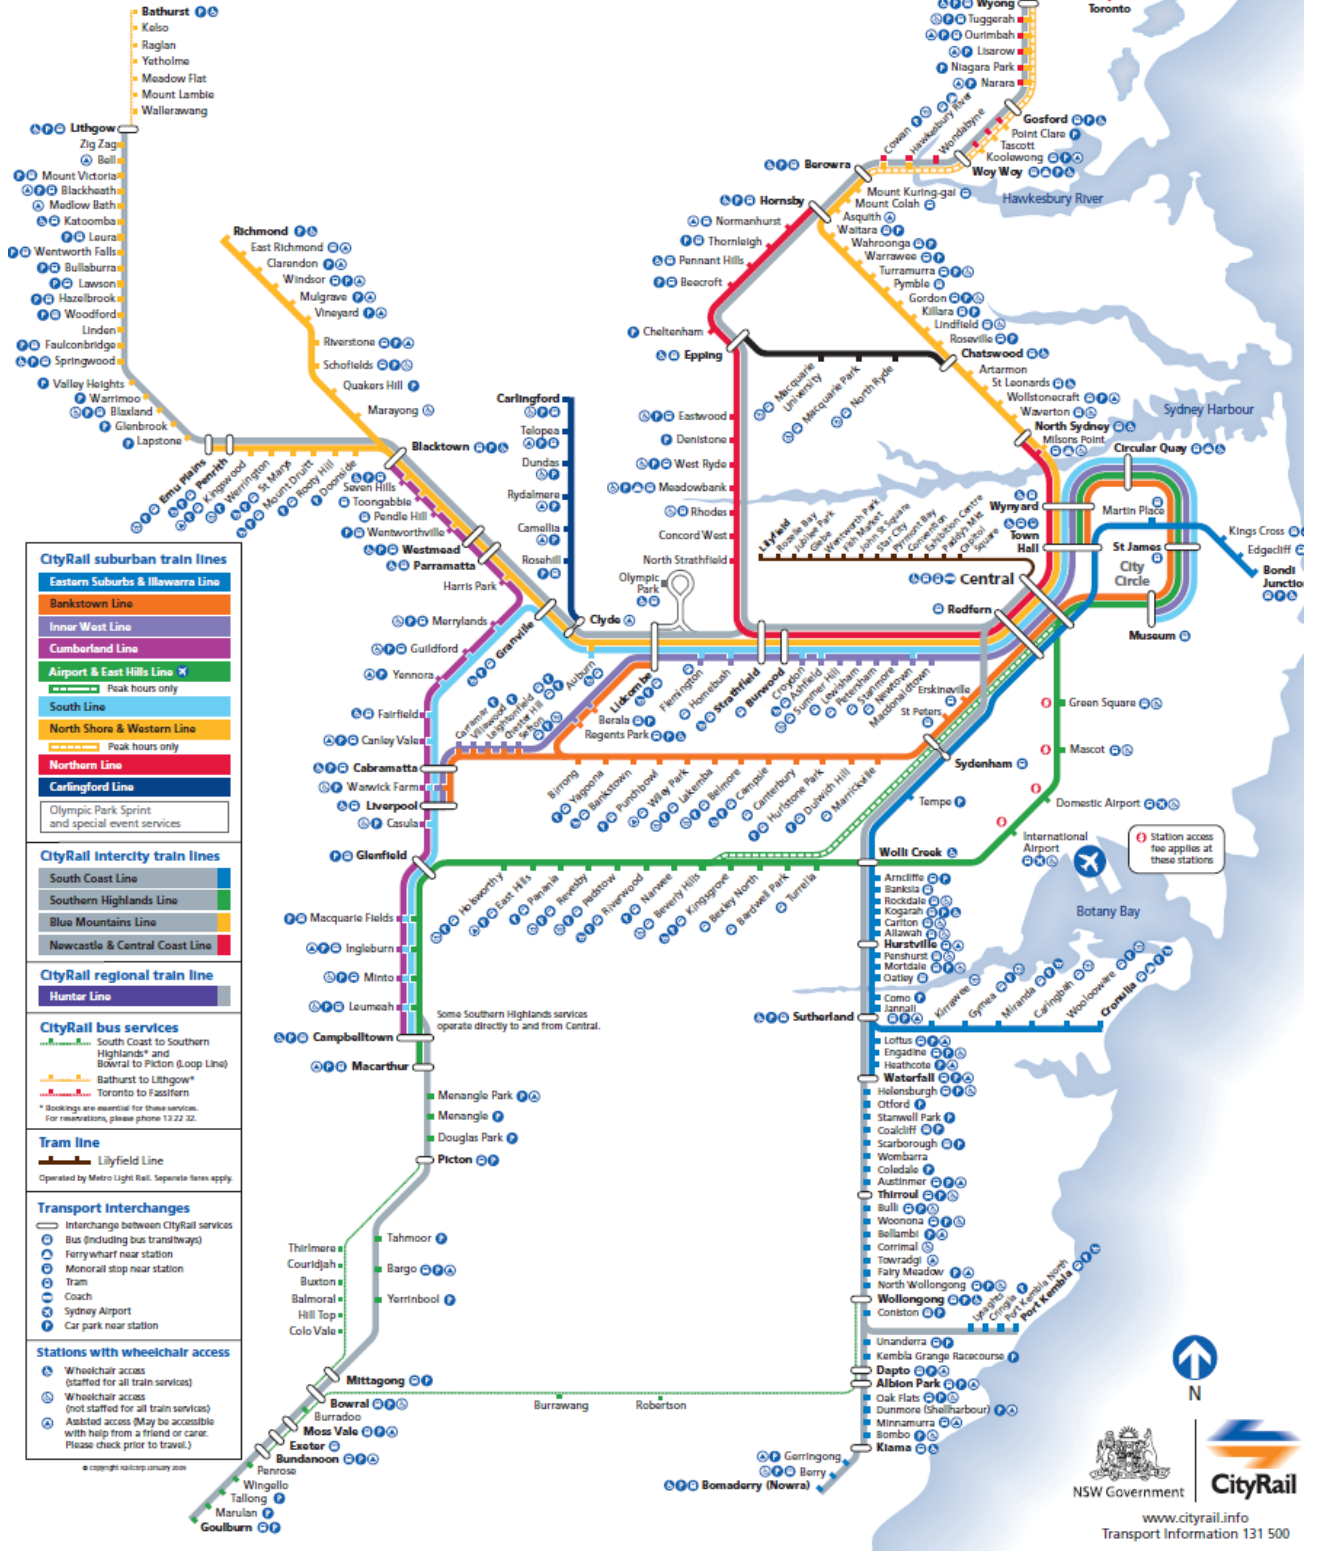 Bathurst
Kelso
Raglan
Yetholme
Meadow Flat
Mount Lambie
Wallerawang
Lithgow
Zig Zag
Bell
Mount Victoria
Blackheath
Medlow Bath
Katoomba
Leura
Wentworth Falls
Bullaburra
Lawson
Hazelbrook
Woodford
Linden
Faulconbridge
Springwood
Valley Heights
Warrimoo
Blaxland
Glenbrook
Lapstone
Emu Plains
Penrith
Kingswood
Werrington
St Marys
Mount Druitt
Rooty Hill
Doonside
Richmond
East Richmond
Clarendon
Windsor
Mulgrave
Vineyard
Riverstone
Schofields
Quakers Hill
Marayong
Blacktown
Seven Hills
Toongabbie
Pendle Hill
Wentworthville
Westmead
Parramatta
Harris Park
Merrylands
Guildford
Yennora
Fairfield
Canley Vale
Cabramatta
Warwick Farm
Liverpool
Casula
Glenfield
Macquarie Fields
Ingleburn
Minto
Leumeah
Campbelltown
Macarthur
Menangle Park
Menangle
Douglas Park
Picton
Tahmoor
Bargo
Yerrinbool
Thirlmere
Couridjah
Buxton
Balmoral
Hill Top
Colo Vale
Mittagong
Bowral
Burradoo
Moss Vale
Exeter
Bundanoon
Penrose
Wingello
Tallong
Marulan
Goulburn
Burrawang
Robertson
Some Southern Highlands services
operate directly to and from Central.
Carlingford
Telopea
Dundas
Rydalmere
Camellia
Rosehill
Clyde
Granville
Auburn
Lidcombe
Olympic
Park
Flemington
Homebush
Strathfield
Burwood
Croydon
Ashfield
Summer Hill
Lewisham
Petersham
Stanmore
Newtown
Macdonaldtown
Carramar
Villawood
Leightonfield
Chester Hill
Sefton
Berala
Regents Park
Birrong
Yagoona
Bankstown
Punchbowl
Wiley Park
Lakemba
Belmore
Campsie
Canterbury
Hurlstone Park
Dulwich Hill
Marrickville
Erskineville
St Peters
Sydenham
Tempe
Holsworthy
East Hills
Panania
Revesby
Padstow
Riverwood
Narwee
Beverly Hills
Kingsgrove
Bexley North
Bardwell Park
Turrella
Wolli Creek
International
Airport
Domestic Airport
Mascot
Green Square
Station access
fee applies at
these stations
Toronto
Wyong
Tuggerah
Ourimbah
Lisarow
Niagara Park
Narara
Gosford
Point Clare
Tascott
Koolewong
Woy Woy
Wondabyne
Hawkesbury River
Cowan
Berowra
Hawkesbury River
Mount Kuring-gai
Mount Colah
Asquith
Hornsby
Waitara
Wahroonga
Warrawee
Turramurra
Pymble
Gordon
Killara
Lindfield
Roseville
Chatswood
Artarmon
St Leonards
Wollstonecraft
Waverton
North Sydney
Milsons Point
Sydney Harbour
Normanhurst
Thornleigh
Pennant Hills
Beecroft
Cheltenham
Epping
Macquarie
University
Macquarie Park
North Ryde
Eastwood
Denistone
West Ryde
Meadowbank
Rhodes
Concord West
North Strathfield
Lilyfield
Rozelle Bay
Jubilee Park
Glebe
Wentworth Park
Fish Market
John St Square
Star City
Pyrmont Bay
Convention
Exhibition Centre
Paddy's Mkt
Capitol
Square
Central
Redfern
Circular Quay
Wynyard
Town
Hall
Martin Place
St James
City
Circle
Museum
Kings Cross
Edgecliff
Bondi
Junctio
Botany Bay
Arncliffe
Banksia
Rockdale
Kogarah
Carlton
Allawah
Hurstville
Penshurst
Mortdale
Oatley
Como
Jannali
Sutherland
Kirrawee
Gymea
Miranda
Caringbah
Woolooware
Cronulla
Loftus
Engadine
Heathcote
Waterfall
Helensburgh
Otford
Stanwell Park
Coalcliff
Scarborough
Wombarra
Coledale
Austinmer
Thirroul
Bulli
Woonona
Bellambi
Corrimal
Towradgi
Fairy Meadow
North Wollongong
Wollongong
Coniston
Lysaghts
Cringila
Port Kembla North
Port Kembla
Unanderra
Kembla Grange Racecourse
Dapto
Albion Park
Oak Flats
Dunmore (Shellharbour)
Minnamurra
Bombo
Kiama
Gerringong
Berry
Bomaderry (Nowra)
CityRail suburban train lines
Eastern Suburbs & Illawarra Line
Bankstown Line
Inner West Line
Cumberland Line
Airport & East Hills Line
Peak hours only
South Line
North Shore & Western Line
Peak hours only
Northern Line
Carlingford Line
Olympic Park Sprint
and special event services
CityRail intercity train lines
South Coast Line
Southern Highlands Line
Blue Mountains Line
Newcastle & Central Coast Line
CityRail regional train line
Hunter Line
CityRail bus services
South Coast to Southern
Highlands* and
Bowral to Picton (Loop Line)
Bathurst to Lithgow*
Toronto to Fassifern
* Bookings are essential for these services.
For reservations, please phone 13 22 32.
Tram line
Lilyfield Line
Operated by Metro Light Rail. Seperate fares apply.
Transport interchanges
Interchange between CityRail services
Bus (including bus transitways)
Ferry wharf near station
Monorail stop near station
Tram
Coach
Sydney Airport
Car park near station
Stations with wheelchair access
Wheelchair access
(staffed for all train services)
Wheelchair access
(not staffed for all train services)
Assisted access (May be accessible
with help from a friend or carer.
Please check prior to travel.)
© Copyright RailCorp January 2009
N
NSW Government
CityRail
www.cityrail.info
Transport Information 131 500